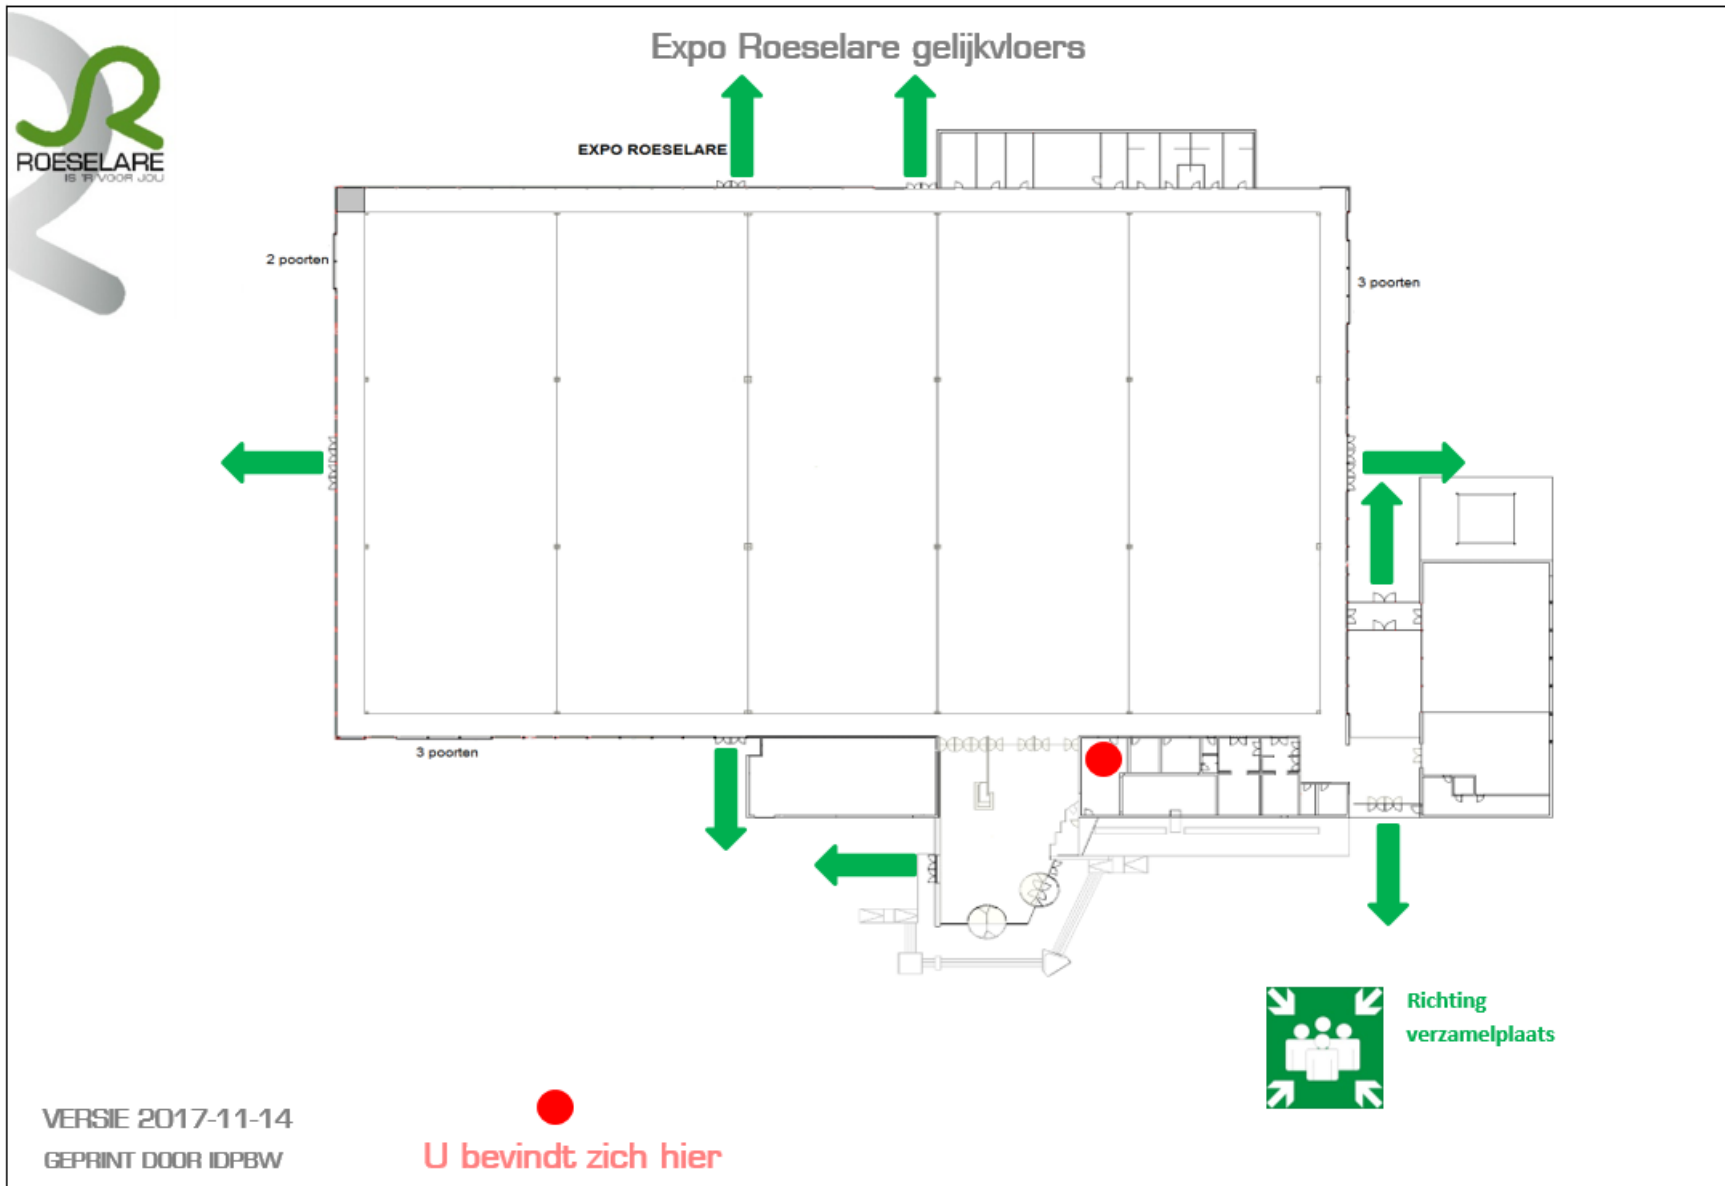 Expo Roeselare gelijkvloers
ROESELARE
IS 'R VOOR JOU
EXPO ROESELARE
2 poorten
3 poorten
3 poorten
Richting
verzamelplaats
VERSIE 2017-11-14
GEPRINT DOOR IDPBW
U bevindt zich hier